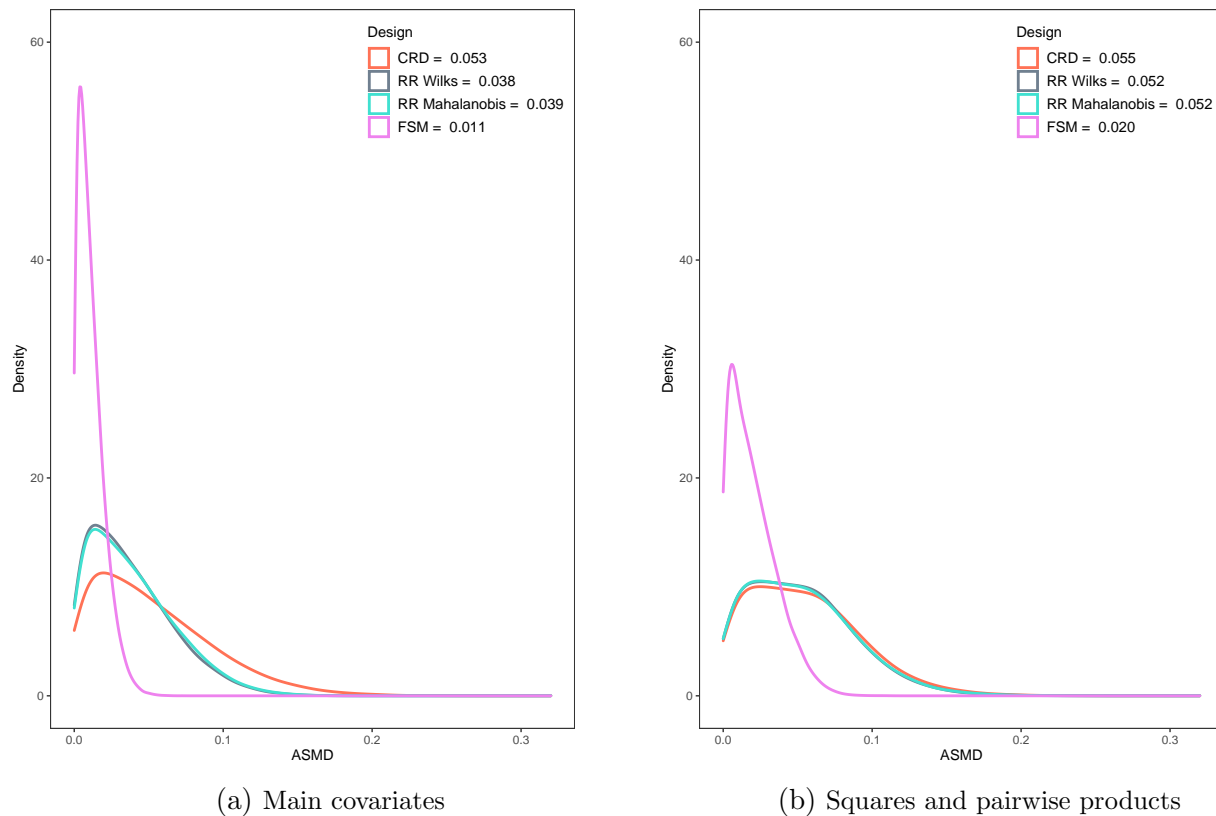 Design
CRD = 0.053
RR Wilks = 0.038
RR Mahalanobis = 0.039
FSM = 0.011
60
40
20
0
Density
0.0 0.1 0.2 0.3
ASMD
(a) Main covariates
Design
CRD = 0.055
RR Wilks = 0.052
RR Mahalanobis = 0.052
FSM = 0.020
60
40
20
0
Density
0.0 0.1 0.2 0.3
ASMD
(b) Squares and pairwise products